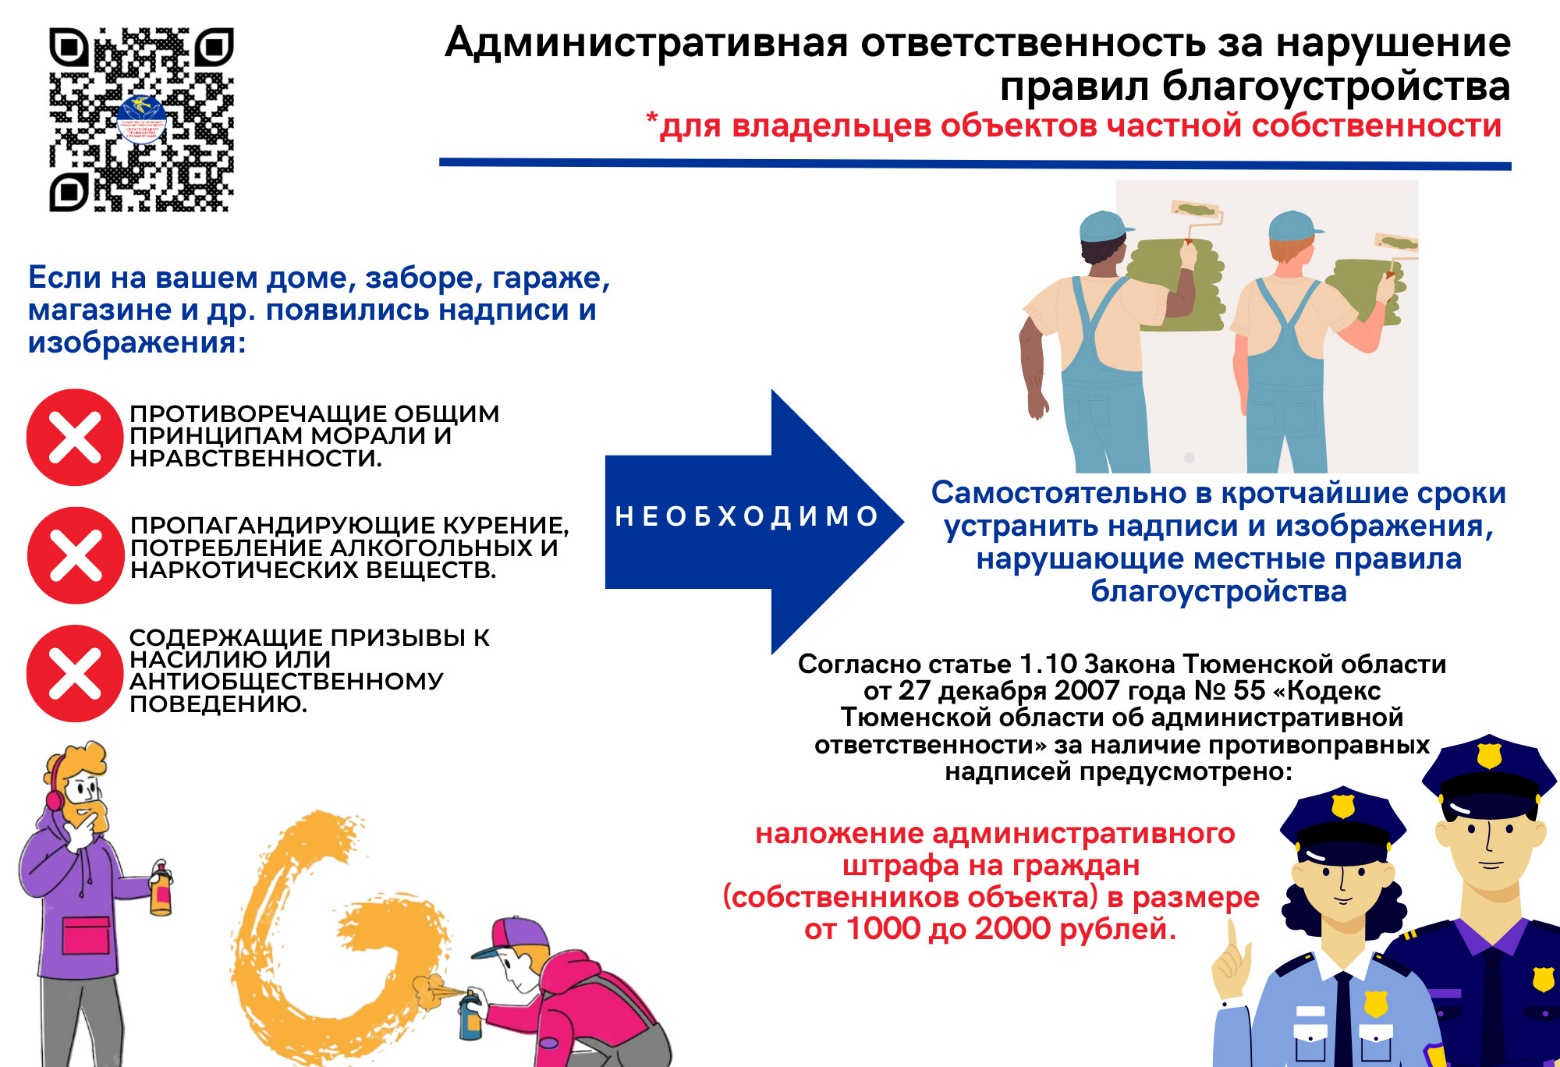 Административная ответственность за нарушение
правил благоустройства
*для владельцев объектов частной собственности
Если на вашем доме, заборе, гараже,
магазине и др. появились надписи и
изображения:
ПРОТИВОРЕЧАЩИЕ ОБЩИМ
ПРИНЦИПАМ МОРАЛИ И
НРАВСТВЕННОСТИ.
ПРОПАГАНДИРУЮЩИЕ КУРЕНИЕ,
ПОТРЕБЛЕНИЕ АЛКОГОЛЬНЫХ И
НАРКОТИЧЕСКИХ ВЕЩЕСТВ.
СОДЕРЖАЩИЕ ПРИЗЫВЫ К
НАСИЛИЮ ИЛИ
АНТИОБЩЕСТВЕННОМУ
ПОВЕДЕНИЮ.
НЕОБХОДИМО
Самостоятельно в кротчайшие сроки
устранить надписи и изображения,
нарушающие местные правила
благоустройства
Согласно статье 1.10 Закона Тюменской области
от 27 декабря 2007 года № 55 «Кодекс
Тюменской области об административной
ответственности» за наличие противоправных
надписей предусмотрено:
наложение административного
штрафа на граждан
(собственников объекта) в размере
от 1000 до 2000 рублей.